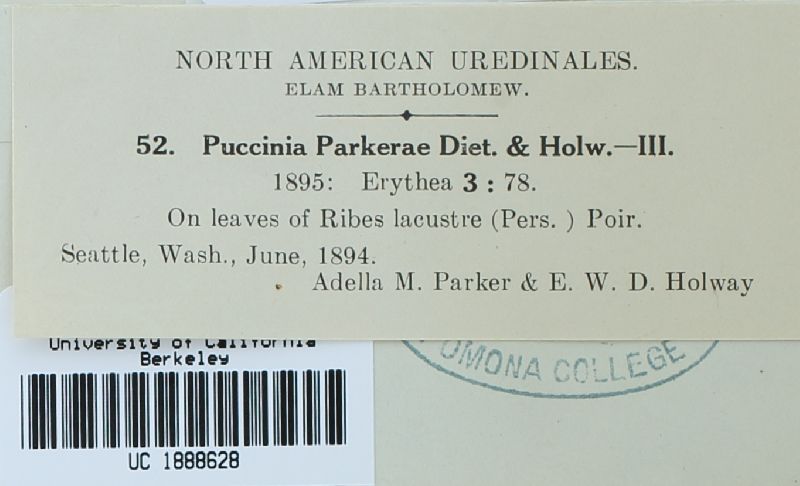 NORTH AMERICAN UREDINALES.
ELAM BARTHOLOMEW.
52. Puccinia Parkerae Diet. & Holw.—III.
1895: Erythea 3 : 78.
On leaves of Ribes lacustre (Pers. ) Poir.
Seattle, Wash., June, 1894.
Adella M. Parker & E. W. D. Holway
University of California
Berkeley
UC 1888628
POMONA COLLEGE